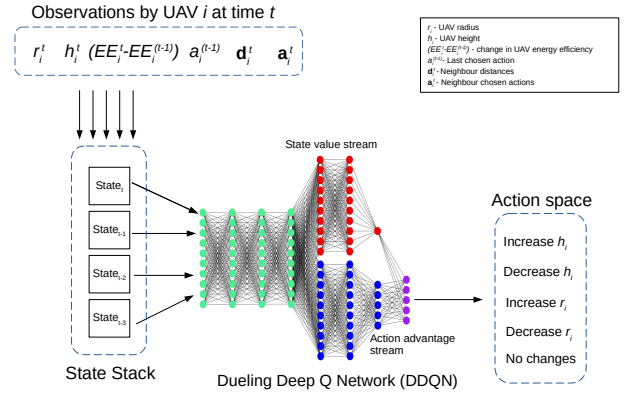 Observations by UAV i at time t
r_i^t h_i^t (EE_i^t-EE_i^(t-1)) a_i^(t-1) d_i^t a_i^t
r_i - UAV radius
h_i - UAV height
(EE_i^t-EE_i^(t-1)) - change in UAV energy efficiency
a_i^(t-1)- Last chosen action
d_i^t - Neighbour distances
a_i^t - Neighbour chosen actions
State_t
State_t-1
State_t-2
State_t-3
State Stack
State value stream
Action advantage
stream
Dueling Deep Q Network (DDQN)
Action space
Increase h_i
Decrease h_i
Increase r_i
Decrease r_i
No changes